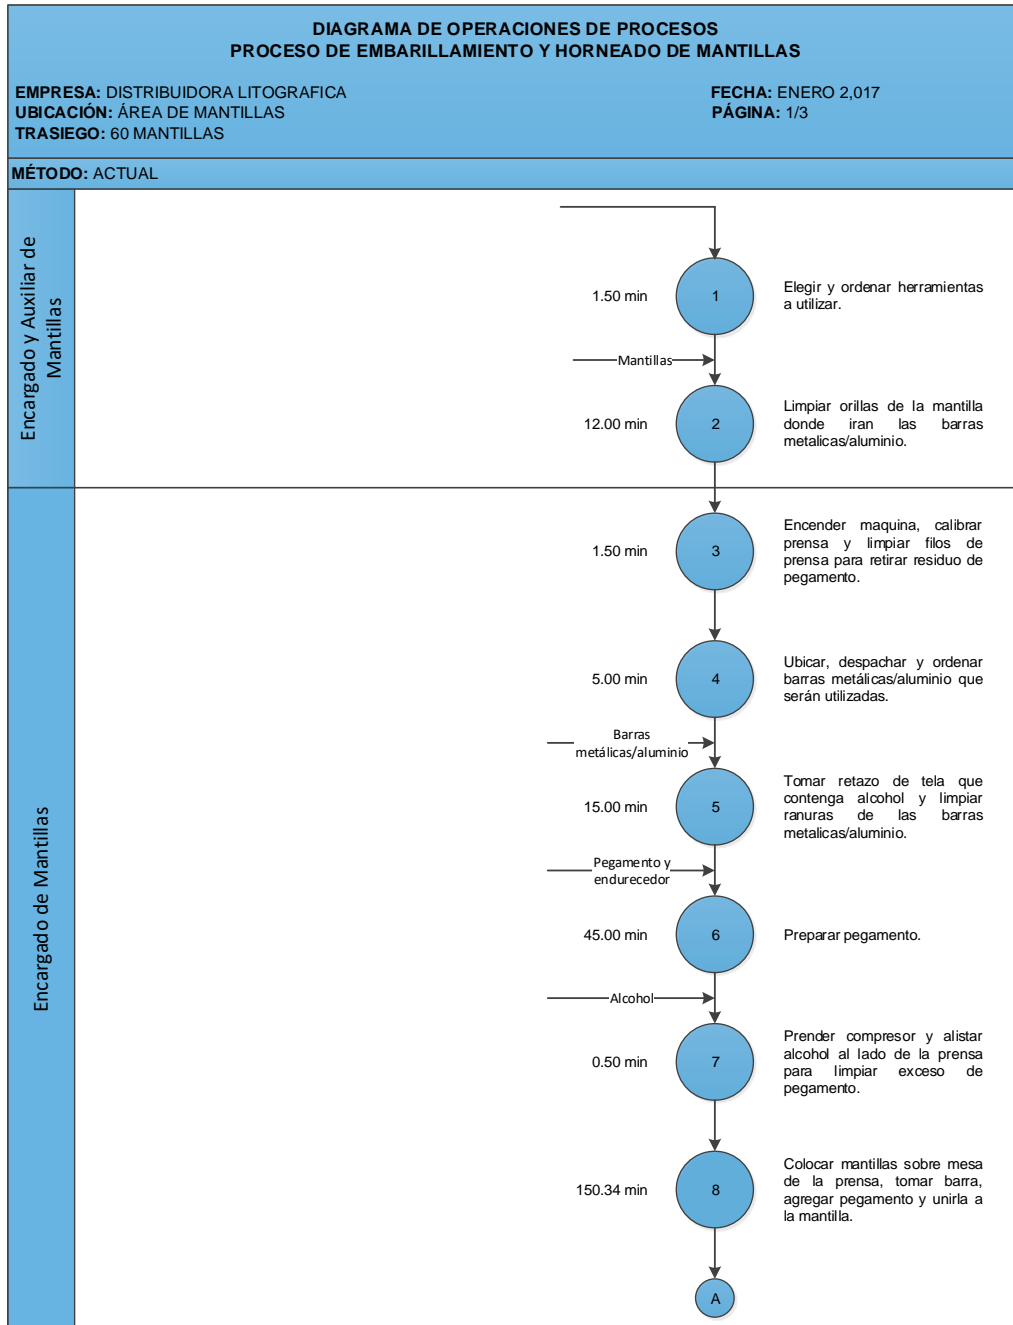 DIAGRAMA DE OPERACIONES DE PROCESOS
PROCESO DE EMBARILLAMIENTO Y HORNEADO DE MANTILLAS
EMPRESA: DISTRIBUIDORA LITOGRAFICA
FECHA: ENERO 2,017
UBICACIÓN: ÁREA DE MANTILLAS
PÁGINA: 1/3
TRASIEGO: 60 MANTILLAS
MÉTODO: ACTUAL
Encargado y Auxiliar de
Mantillas
1.50 min
1
Elegir y ordenar herramientas
a utilizar.
Mantillas
12.00 min
2
Limpiar orillas de la mantilla
donde iran las barras
metalicas/aluminio.
Encargado de Mantillas
1.50 min
3
Encender maquina, calibrar
prensa y limpiar filos de
prensa para retirar residuo de
pegamento.
5.00 min
4
Ubicar, despachar y ordenar
barras metálicas/aluminio que
serán utilizadas.
Barras
metálicas/aluminio
15.00 min
5
Tomar retazo de tela que
contenga alcohol y limpiar
ranuras de las barras
metalicas/aluminio.
Pegamento y
endurecedor
45.00 min
6
Preparar pegamento.
Alcohol
0.50 min
7
Prender compresor y alistar
alcohol al lado de la prensa
para limpiar exceso de
pegamento.
150.34 min
8
Colocar mantillas sobre mesa
de la prensa, tomar barra,
agregar pegamento y unirla a
la mantilla.
A